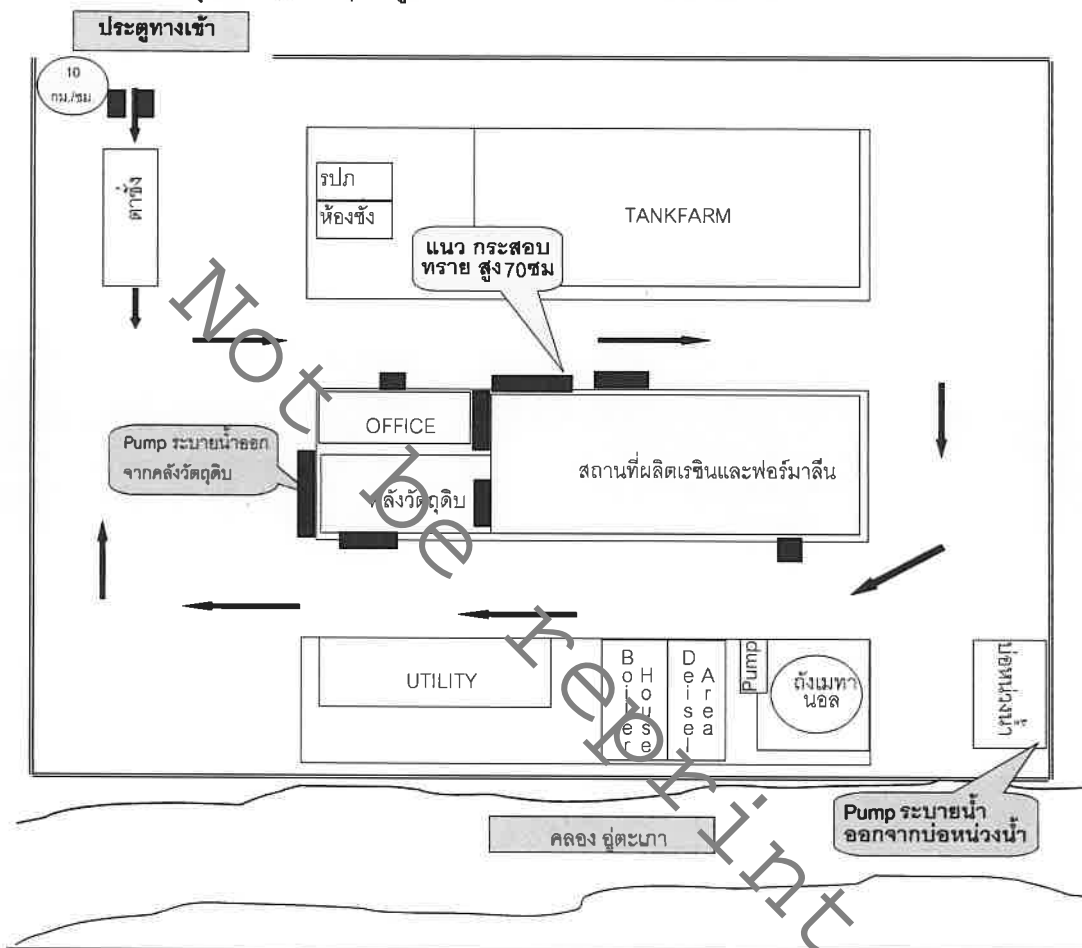 ประตูทางเข้า
10
กม./ชม.
ตาชั่ง
รปภ
ห้องชั่ง
TANKFARM
แนว กระสอบ
ทราย สูง70ซม
OFFICE
Pump ระบายน้ำออก
จากคลังวัตถุดิบ
คลังวัตถุดิบ
สถานที่ผลิตเรซินและฟอร์มาลีน
UTILITY
Boiler
House
Deisel
Area
Pump
ถังเมทา
นอล
บ่อหน่วงน้ำ
Pump ระบายน้ำ
ออกจากบ่อหน่วงน้ำ
คลอง อู่ตะเภา
Not be reprint